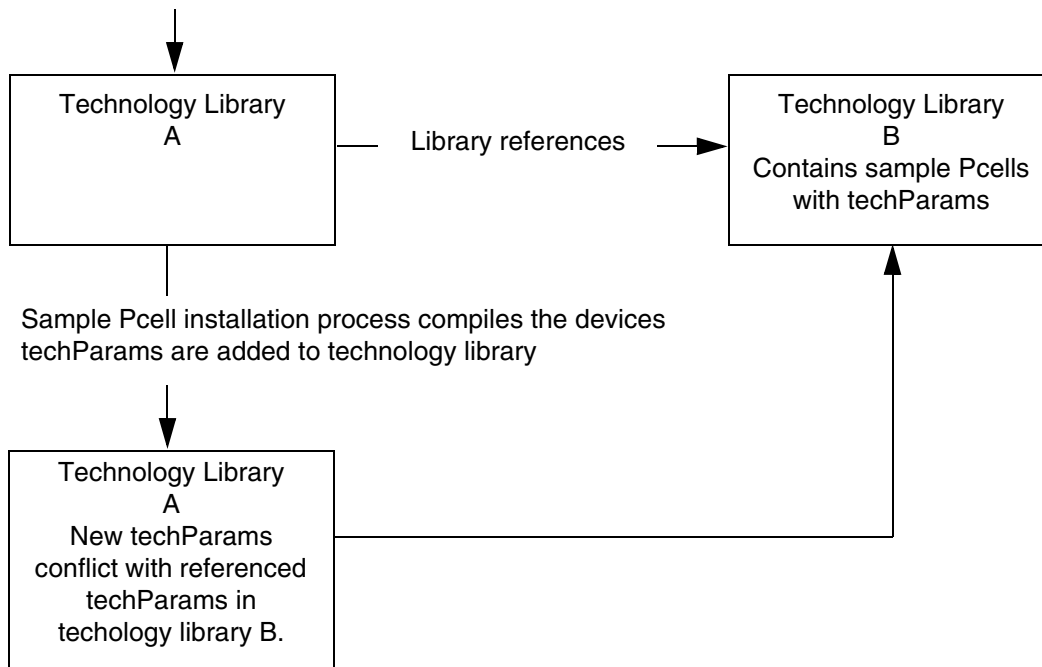 Technology Library
A
Library references
Technology Library
B
Contains sample Pcells
with techParams
Sample Pcell installation process compiles the devices
techParams are added to technology library
Technology Library
A
New techParams
conflict with referenced
techParams in
techology library B.